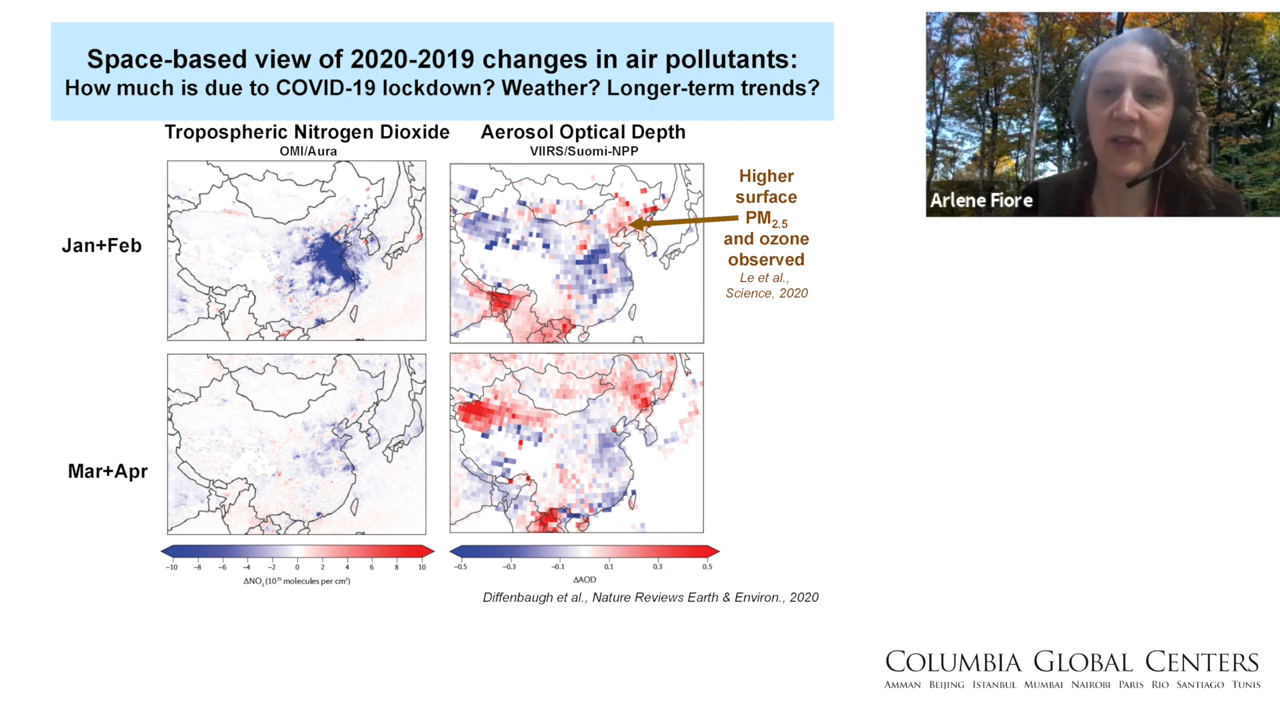 Space-based view of 2020-2019 changes in air pollutants:
How much is due to COVID-19 lockdown? Weather? Longer-term trends?
Tropospheric Nitrogen Dioxide
OMI/Aura
Aerosol Optical Depth
VIIRS/Suomi-NPP
Higher
surface
PM2.5
and ozone
observed
Le et al.,
Science, 2020
Jan+Feb
Mar+Apr
−10 −8 −6 −4 −2 0 2 4 6 8 10
ΔNO2 (10¹⁵ molecules per cm²)
−0.5 −0.3 −0.1 0.1 0.3 0.5
ΔAOD
Diffenbaugh et al., Nature Reviews Earth & Environ., 2020
Arlene Fiore
COLUMBIA GLOBAL CENTERS
AMMAN BEIJING ISTANBUL MUMBAI NAIROBI PARIS RIO SANTIAGO TUNIS